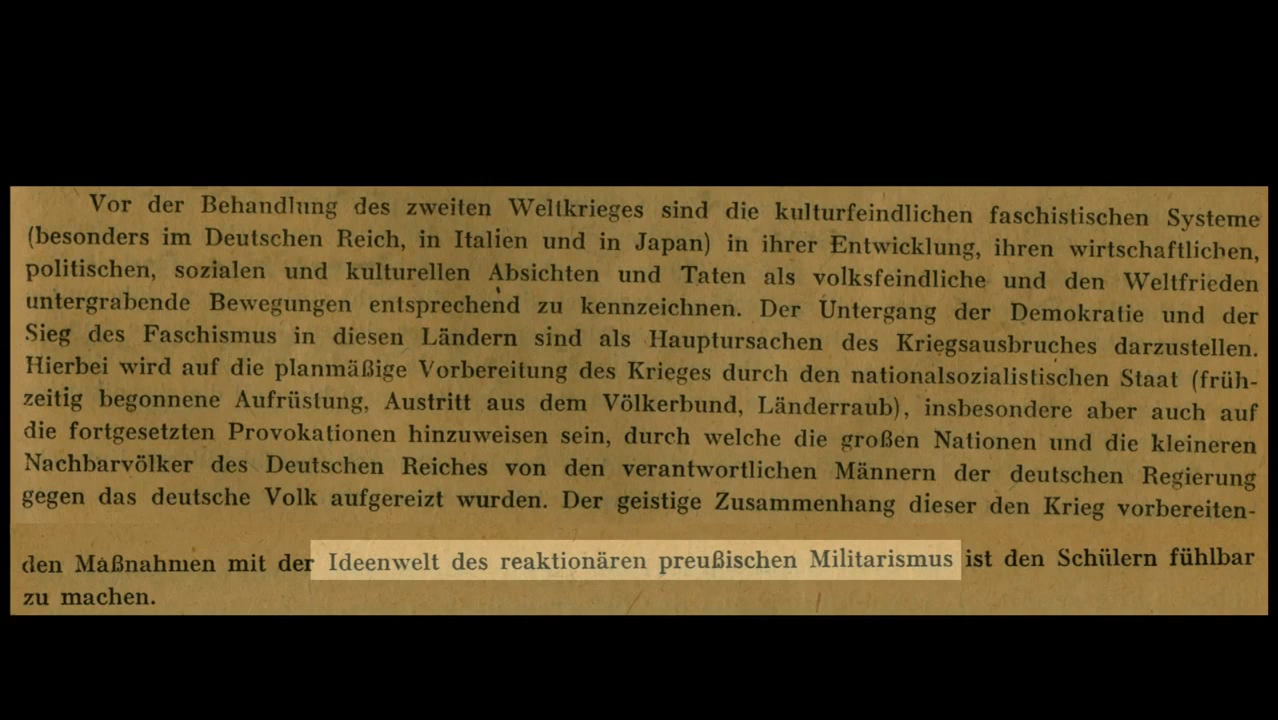 Vor der Behandlung des zweiten Weltkrieges sind die kulturfeindlichen faschistischen Systeme
(besonders im Deutschen Reich, in Italien und in Japan) in ihrer Entwicklung, ihren wirtschaftlichen,
politischen, sozialen und kulturellen Absichten und Taten als volksfeindliche und den Weltfrieden
untergrabende Bewegungen entsprechend zu kennzeichnen. Der Untergang der Demokratie und der
Sieg des Faschismus in diesen Ländern sind als Hauptursachen des Kriegsausbruches darzustellen.
Hierbei wird auf die planmäßige Vorbereitung des Krieges durch den nationalsozialistischen Staat (früh-
zeitig begonnene Aufrüstung, Austritt aus dem Völkerbund, Länderraub), insbesondere aber auch auf
die fortgesetzten Provokationen hinzuweisen sein, durch welche die großen Nationen und die kleineren
Nachbarvölker des Deutschen Reiches von den verantwortlichen Männern der deutschen Regierung
gegen das deutsche Volk aufgereizt wurden. Der geistige Zusammenhang dieser den Krieg vorbereiten-
den Maßnahmen mit der Ideenwelt des reaktionären preußischen Militarismus ist den Schülern fühlbar
zu machen.